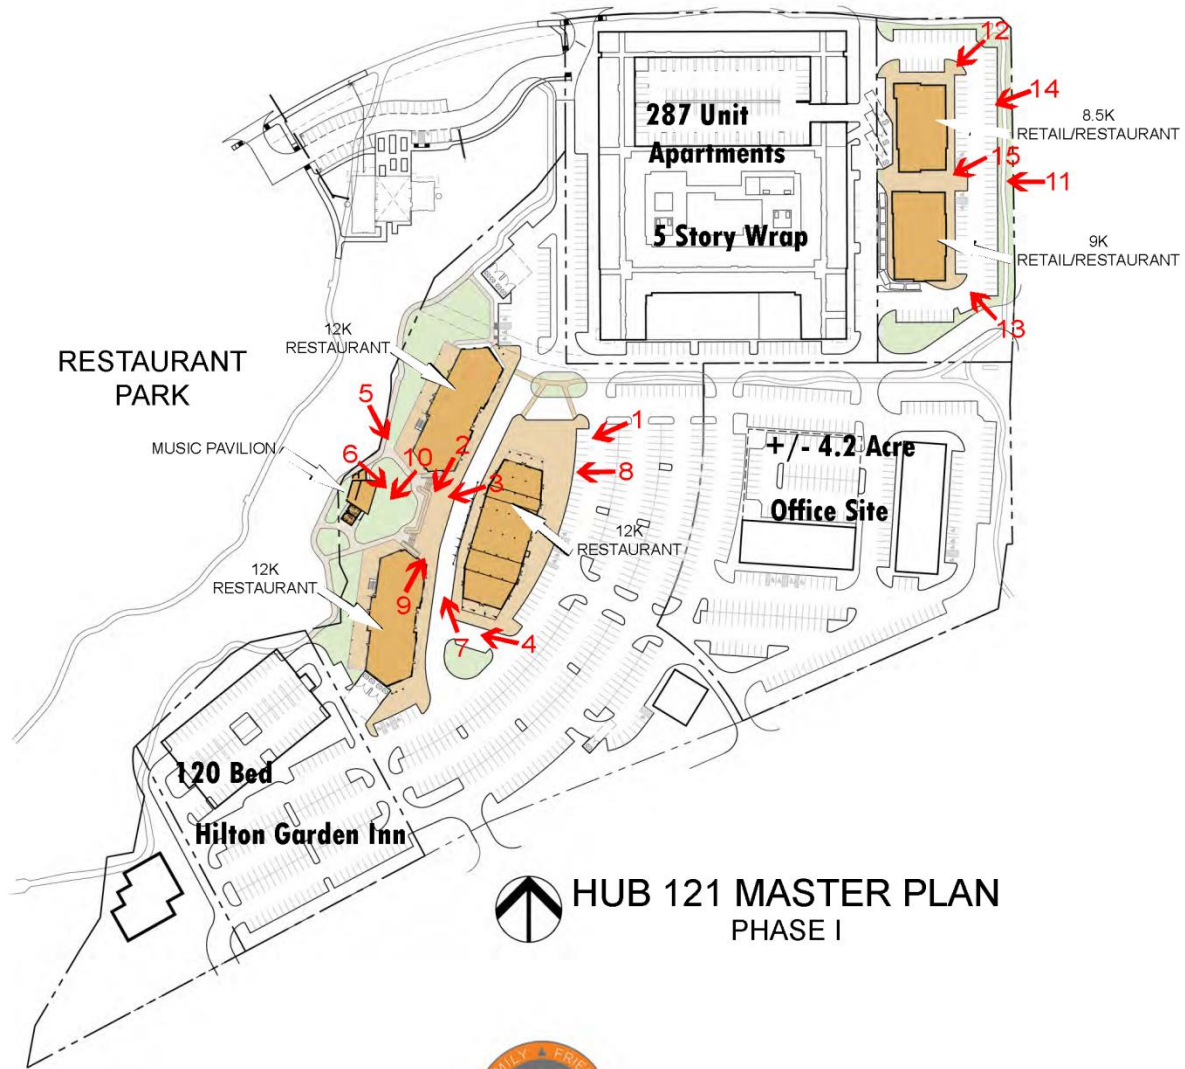 12
14
287 Unit
Apartments
8.5K
RETAIL/RESTAURANT
15
11
5 Story Wrap
9K
RETAIL/RESTAURANT
13
12K
RESTAURANT
RESTAURANT
PARK
5
1
MUSIC PAVILION
6
10
2
8
3
+/- 4.2 Acre
Office Site
12K
RESTAURANT
12K
RESTAURANT
9
7
4
120 Bed
Hilton Garden Inn
HUB 121 MASTER PLAN
PHASE I